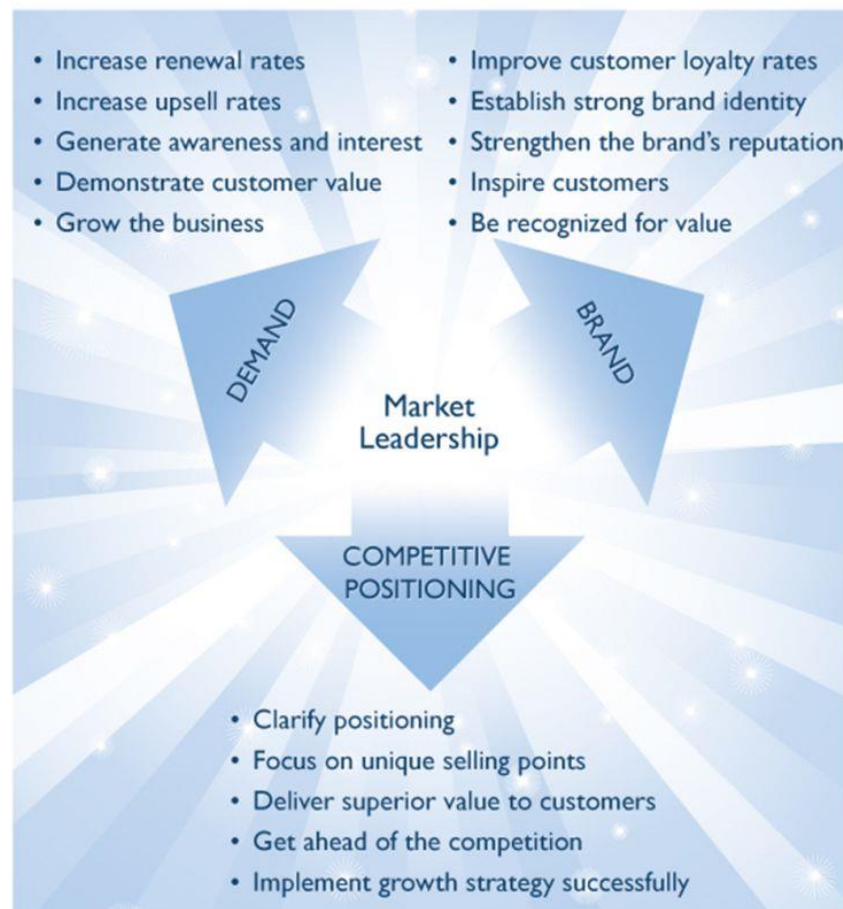 • Increase renewal rates
• Increase upsell rates
• Generate awareness and interest
• Demonstrate customer value
• Grow the business
• Improve customer loyalty rates
• Establish strong brand identity
• Strengthen the brand's reputation
• Inspire customers
• Be recognized for value
DEMAND
BRAND
Market
Leadership
COMPETITIVE
POSITIONING
• Clarify positioning
• Focus on unique selling points
• Deliver superior value to customers
• Get ahead of the competition
• Implement growth strategy successfully